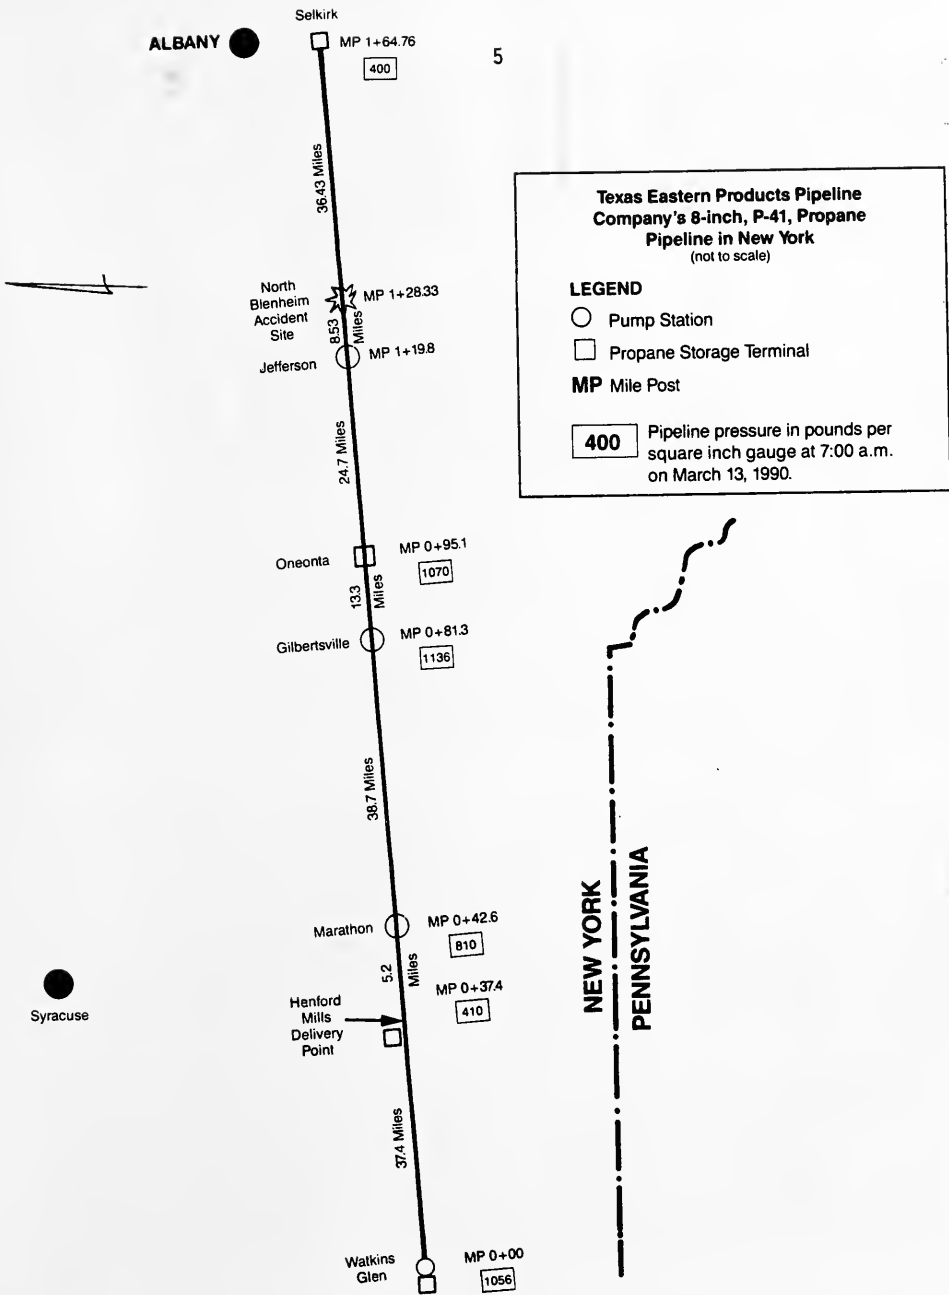 5
Selkirk
ALBANY
MP 1+64.76
400
36.43 Miles
Texas Eastern Products Pipeline
Company's 8-inch, P-41, Propane
Pipeline in New York
(not to scale)
LEGEND
Pump Station
Propane Storage Terminal
MP Mile Post
400
Pipeline pressure in pounds per
square inch gauge at 7:00 a.m.
on March 13, 1990.
North
Blenheim
Accident
Site
MP 1+28.33
8.53
Miles
Jefferson
MP 1+19.8
24.7 Miles
Oneonta
MP 0+95.1
1070
13.3
Miles
Gilbertsville
MP 0+81.3
1136
38.7 Miles
Marathon
MP 0+42.6
810
5.2
Miles
MP 0+37.4
410
Henford
Mills
Delivery
Point
Syracuse
NEW YORK
PENNSYLVANIA
37.4 Miles
Watkins
Glen
MP 0+00
1056